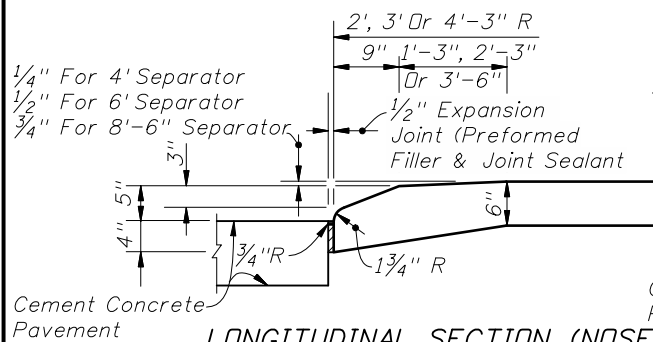 2', 3' Or 4'-3" R
9" 1'-3", 2'-3"
Or 3'-6"
1/4" For 4' Separator
1/2" For 6' Separator
3/4" For 8'-6" Separator
1/2" Expansion
Joint (Preformed
Filler & Joint Sealant
3"
5"
4"
6"
3/4"R
1 3/4" R
Cement Concrete
Pavement
LONGITUDINAL SECTION (NOSE